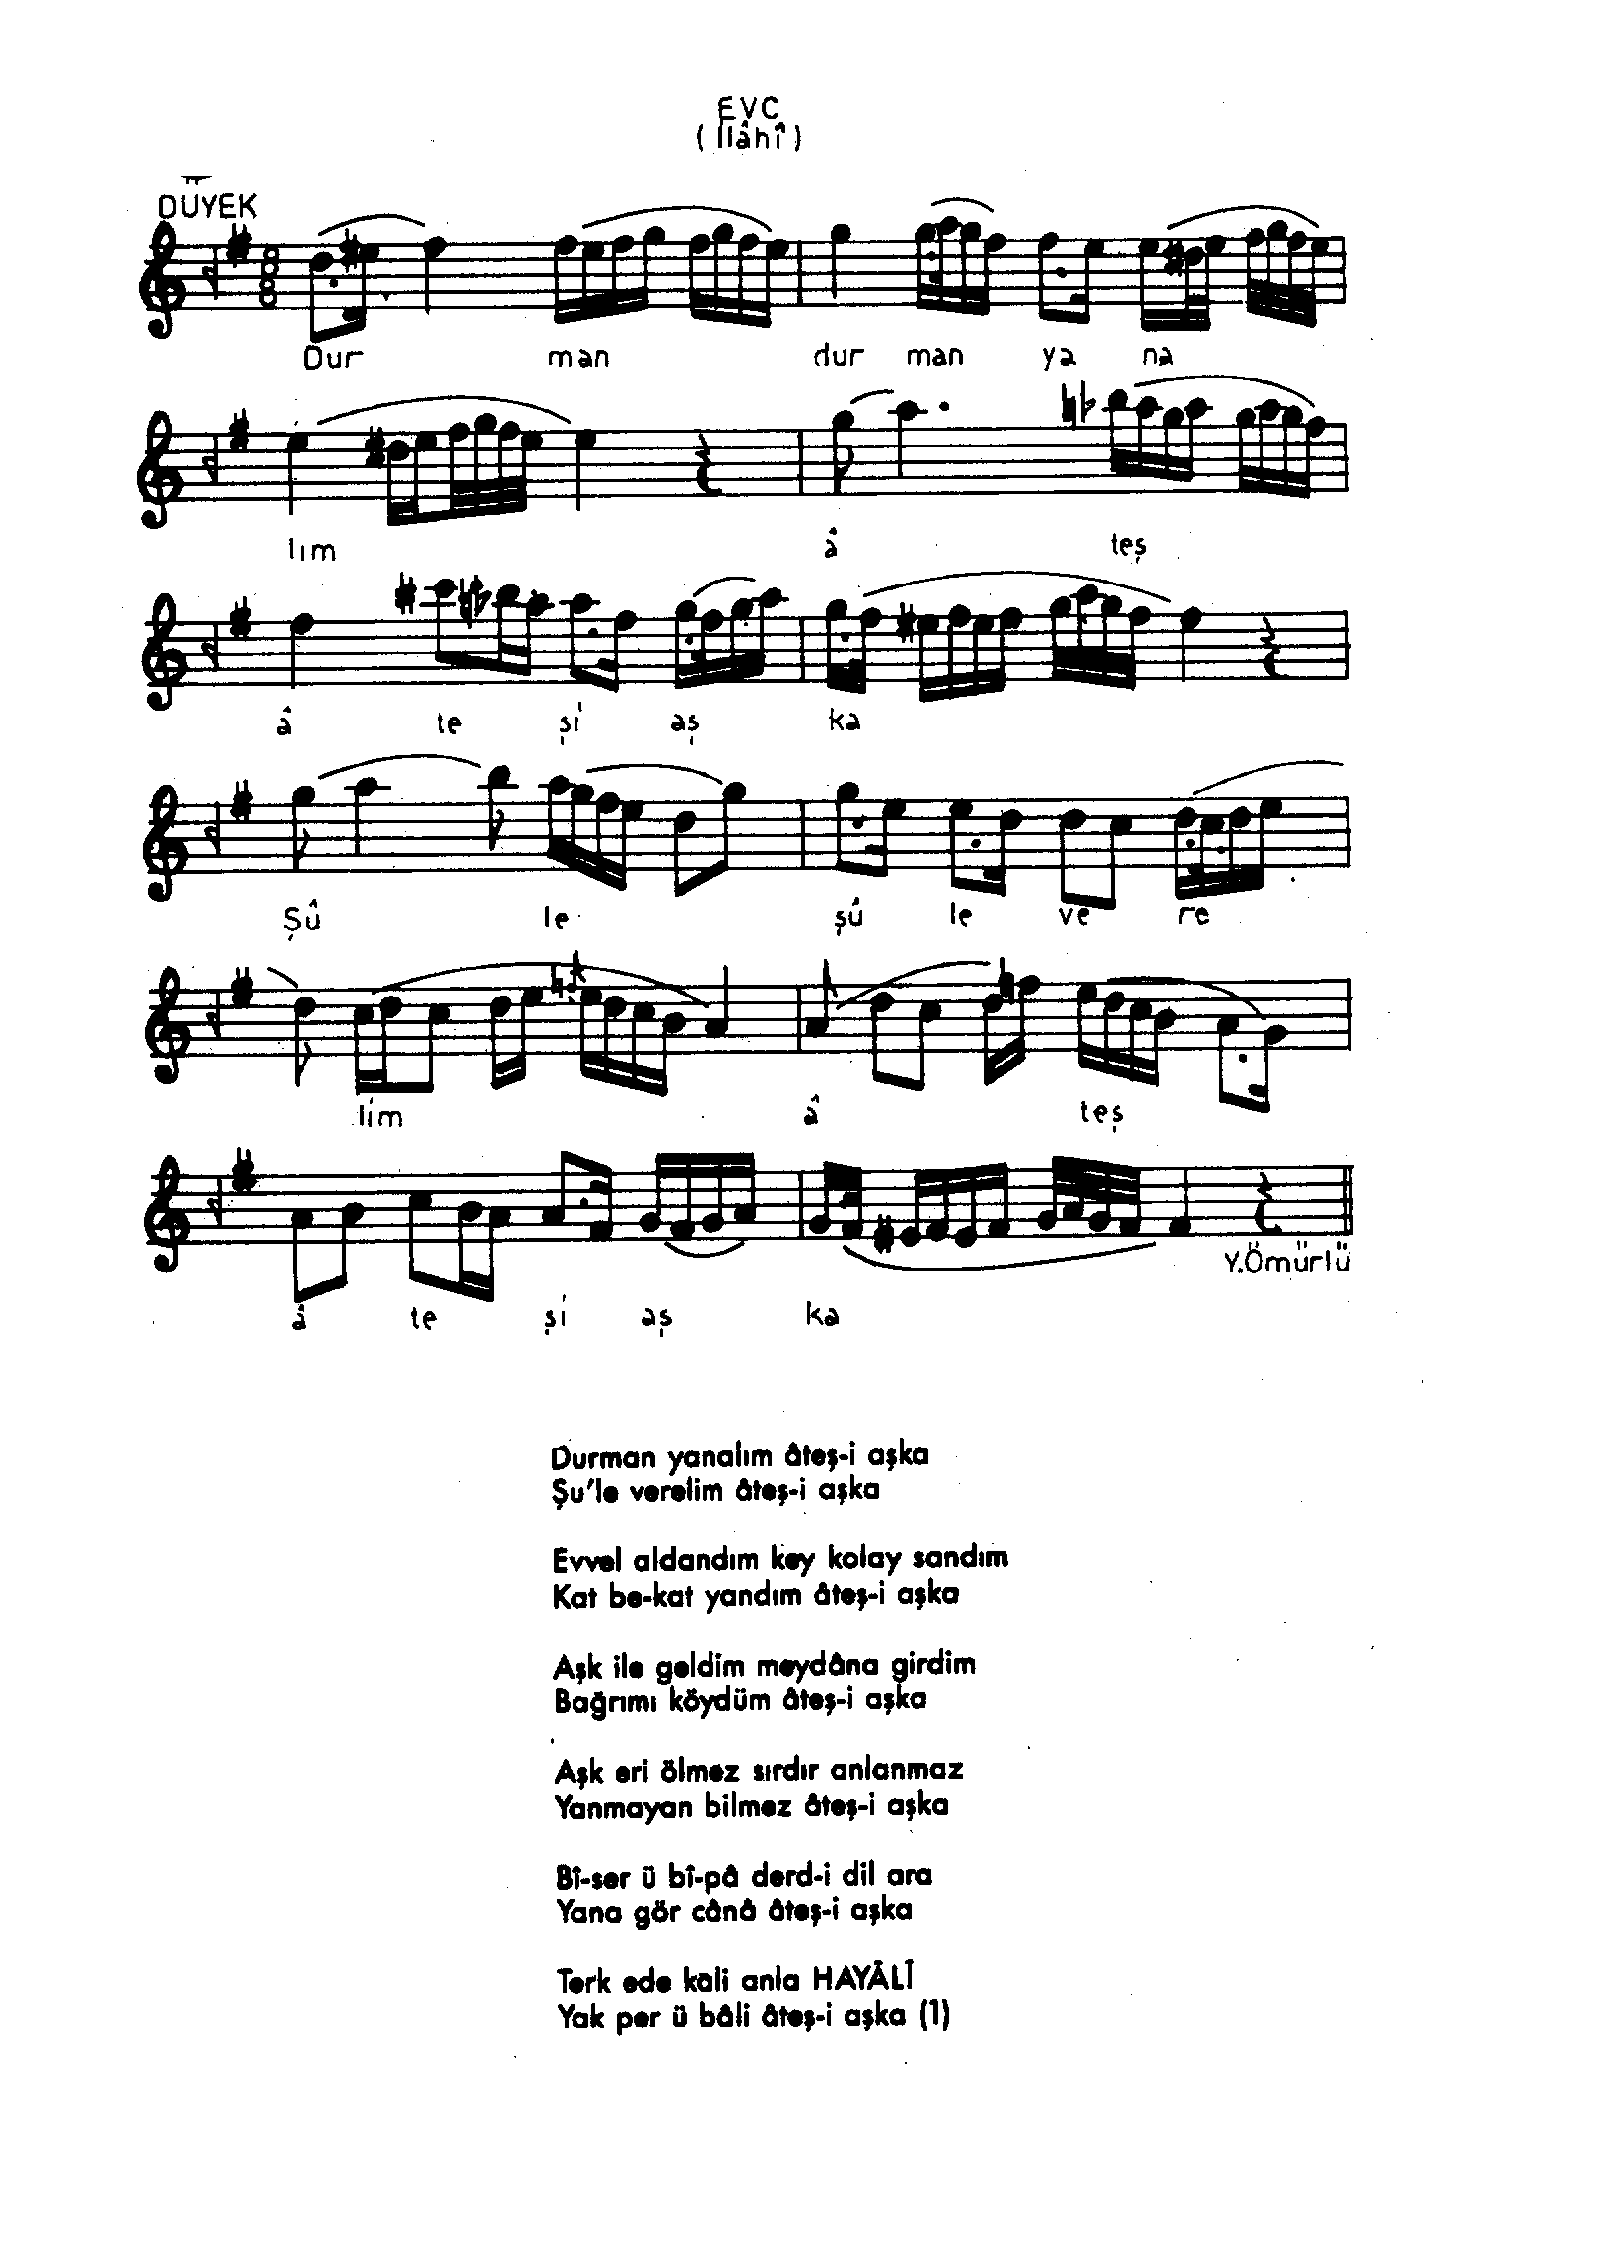 EVC
( İlâhî )
DÜYEK
8
8
Dur man dur man ya na
lım â teş
â te şi aş ka
Şû le şû le ve re
lim â teş
Y.Ömürlü
â te şi aş ka
Durman yanalım âteş-i aşka
Şu'le verelim âteş-i aşka
Evvel aldandım key kolay sandım
Kat be-kat yandım âteş-i aşka
Aşk ile geldim meydâna girdim
Bağrımı köydüm âteş-i aşka
Aşk eri ölmez sırdır anlanmaz
Yanmayan bilmez âteş-i aşka
Bî-ser ü bî-pâ derd-i dil ara
Yana gör cânâ âteş-i aşka
Terk ede kāli anla HAYÂLÎ
Yak per ü bâli âteş-i aşka (1)